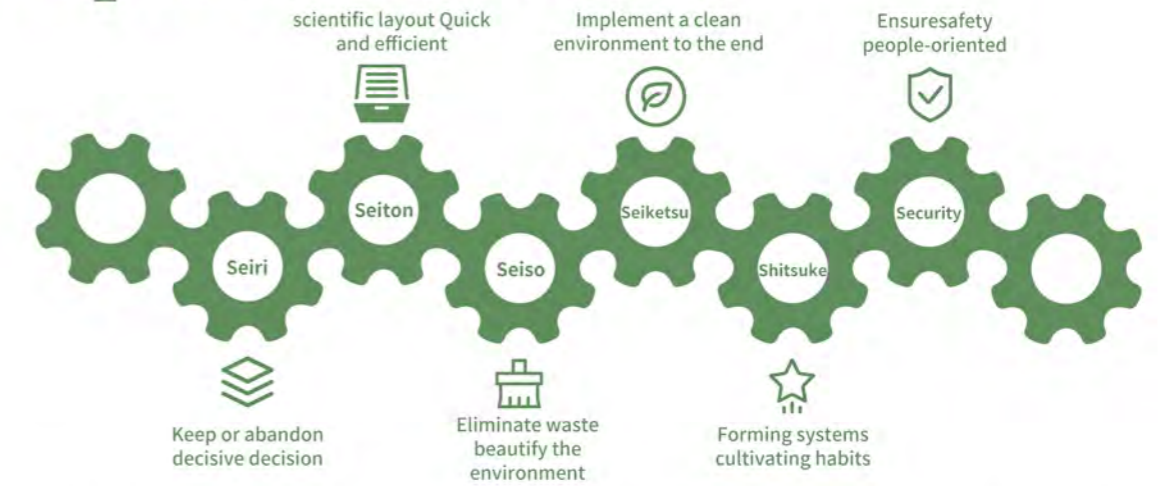 scientific layout Quick
and efficient
Implement a clean
environment to the end
Ensuresafety
people-oriented
Seiton
Seiketsu
Security
Seiri
Seiso
Shitsuke
Keep or abandon
decisive decision
Eliminate waste
beautify the
environment
Forming systems
cultivating habits